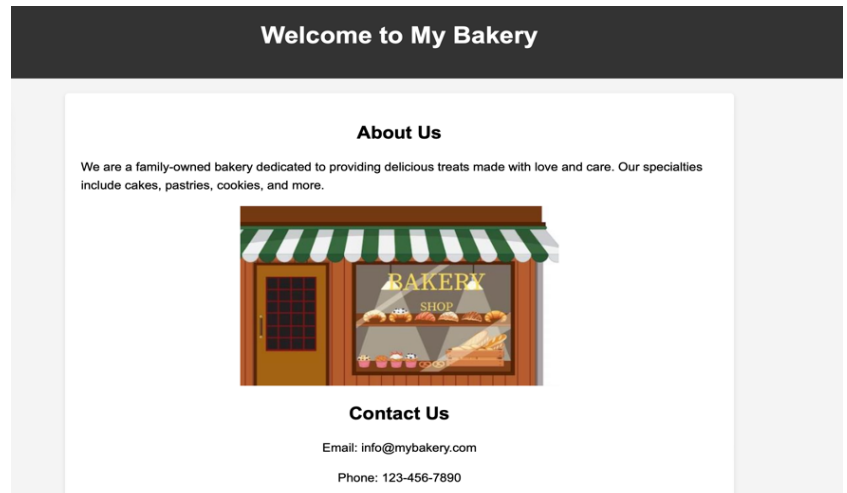 Welcome to My Bakery
About Us
We are a family-owned bakery dedicated to providing delicious treats made with love and care. Our specialties
include cakes, pastries, cookies, and more.
BAKERY
SHOP
Contact Us
Email: info@mybakery.com
Phone: 123-456-7890